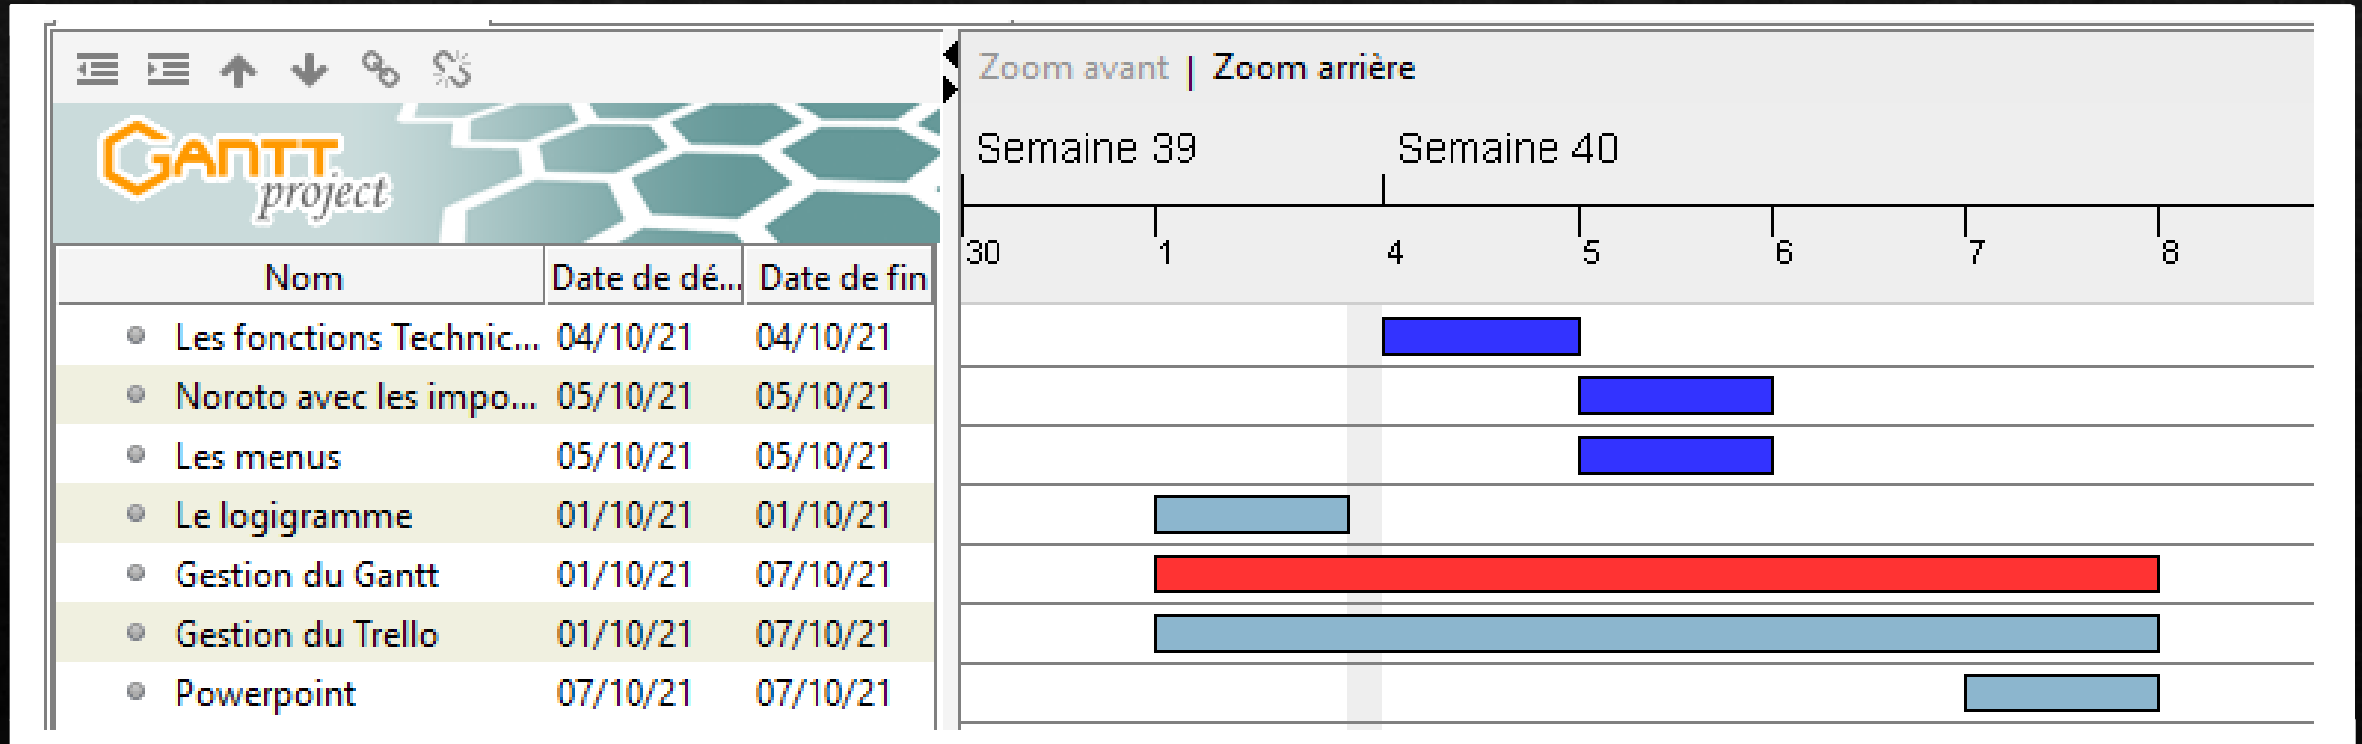 Zoom avant | Zoom arrière
GANTT
project
Semaine 39 Semaine 40
30 1 4 5 6 7 8
Nom Date de dé... Date de fin
Les fonctions Technic... 04/10/21 04/10/21
Noroto avec les impo... 05/10/21 05/10/21
Les menus 05/10/21 05/10/21
Le logigramme 01/10/21 01/10/21
Gestion du Gantt 01/10/21 07/10/21
Gestion du Trello 01/10/21 07/10/21
Powerpoint 07/10/21 07/10/21